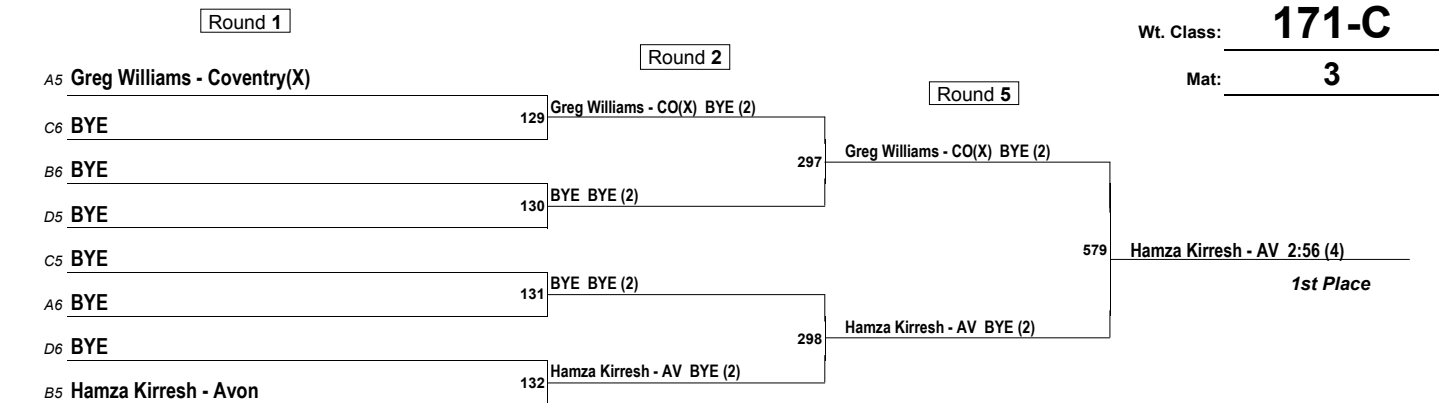 Round 1
Wt. Class: 171-C
Round 2
Mat: 3
A5 Greg Williams - Coventry(X)
Round 5
129 Greg Williams - CO(X) BYE (2)
C6 BYE
297 Greg Williams - CO(X) BYE (2)
B6 BYE
130 BYE BYE (2)
D5 BYE
579 Hamza Kirresh - AV 2:56 (4)
C5 BYE
1st Place
131 BYE BYE (2)
A6 BYE
298 Hamza Kirresh - AV BYE (2)
D6 BYE
132 Hamza Kirresh - AV BYE (2)
B5 Hamza Kirresh - Avon